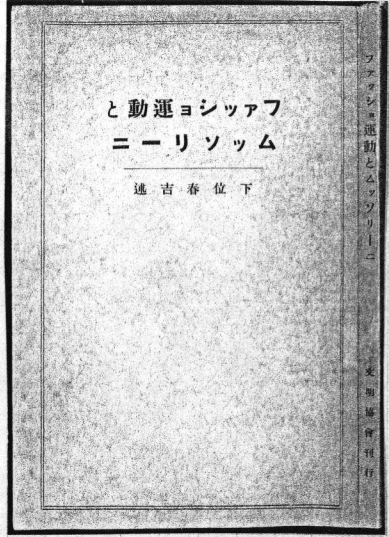 ファッショ運動と
ムッソリーニ
下位春吉述
ファッショ運動とムッソリーニ
文明協會刊行